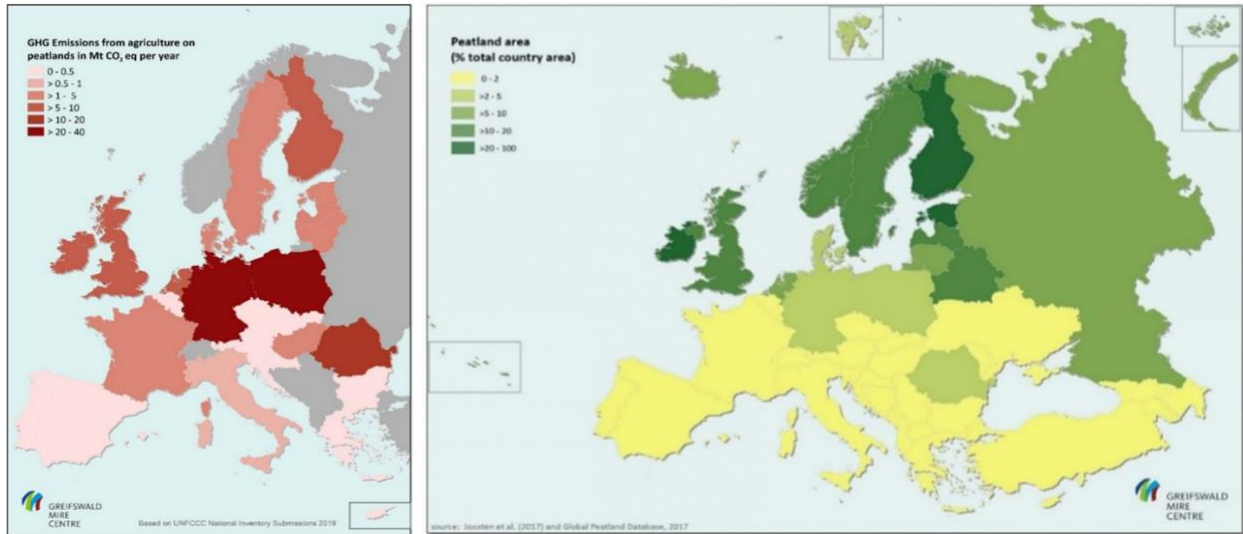 GHG Emissions from agriculture on
peatlands in Mt CO₂ eq per year
0 - 0.5
> 0.5 - 1
> 1 - 5
> 5 - 10
> 10 - 20
> 20 - 40
GREIFSWALD
MIRE
CENTRE
Based on UNFCCC National Inventory Submissions 2019
Peatland area
(% total country area)
0 - 2
>2 - 5
>5 - 10
>10 - 20
>20 - 100
GREIFSWALD
MIRE
CENTRE
source: Joosten et al. (2017) and Global Peatland Database, 2017